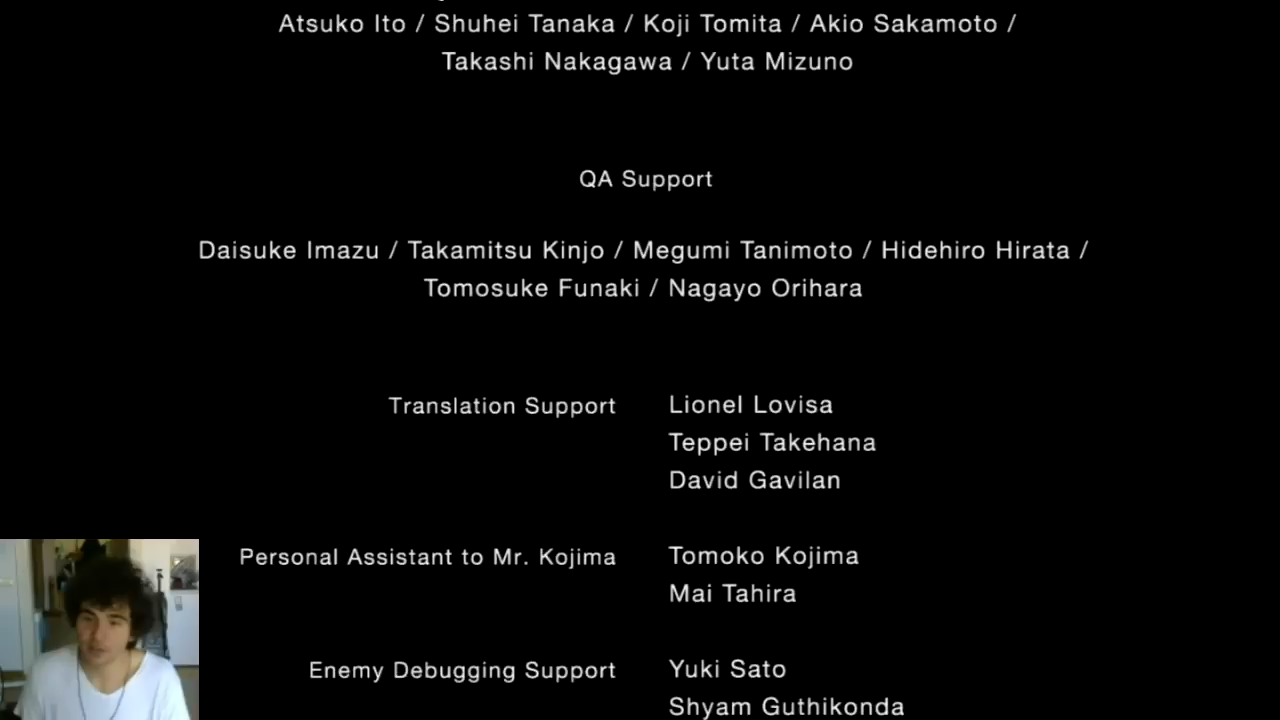 Atsuko Ito / Shuhei Tanaka / Koji Tomita / Akio Sakamoto /
Takashi Nakagawa / Yuta Mizuno
QA Support
Daisuke Imazu / Takamitsu Kinjo / Megumi Tanimoto / Hidehiro Hirata /
Tomosuke Funaki / Nagayo Orihara
Translation Support Lionel Lovisa
Teppei Takehana
David Gavilan
Personal Assistant to Mr. Kojima Tomoko Kojima
Mai Tahira
Enemy Debugging Support Yuki Sato
Shyam Guthikonda